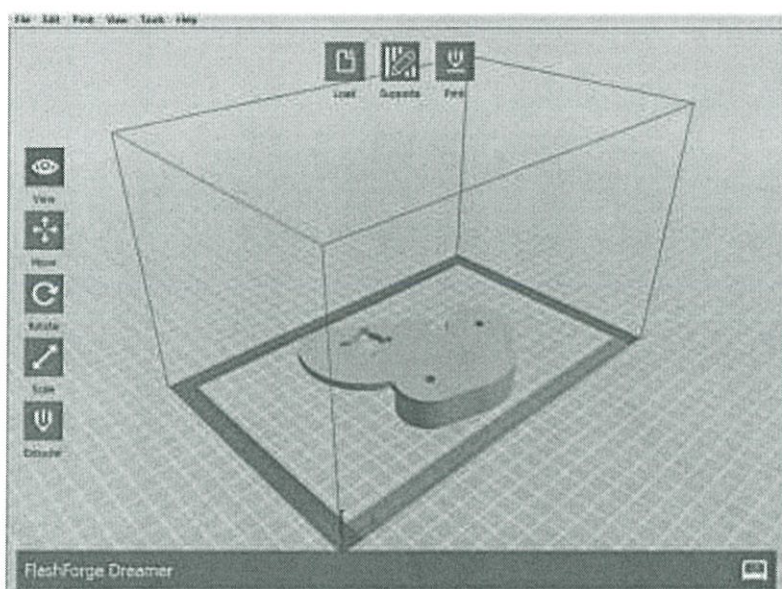 File Edit Print View Tools Help
Load Supports Print
View
Move
Rotate
Scale
Extruder
FlashForge Dreamer